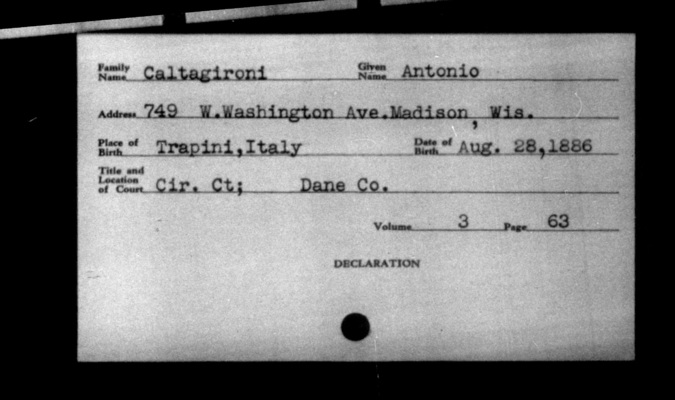 Family Name Caltagironi Given Name Antonio
Address 749 W.Washington Ave.Madison, Wis.
Place of Birth Trapini,Italy Date of Birth Aug. 28,1886
Title and Location of Court Cir. Ct; Dane Co.
Volume 3 Page 63
DECLARATION